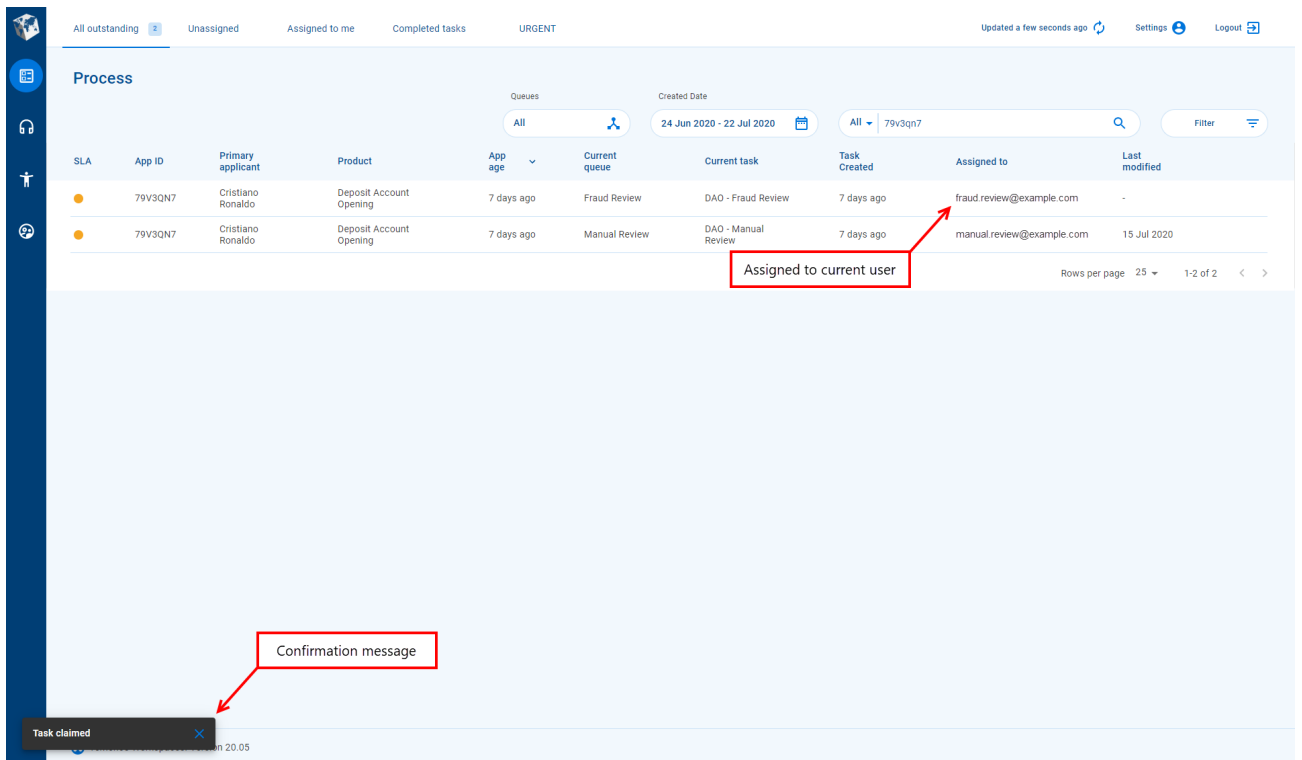 All outstanding 2 Unassigned Assigned to me Completed tasks URGENT Updated a few seconds ago Settings Logout
Process
Queues Created Date
All 24 Jun 2020 - 22 Jul 2020 All 79v3qn7 Filter
SLA App ID Primary applicant Product App age Current queue Current task Task Created Assigned to Last modified
79V3QN7 Cristiano Ronaldo Deposit Account Opening 7 days ago Fraud Review DAO - Fraud Review 7 days ago fraud.review@example.com -
79V3QN7 Cristiano Ronaldo Deposit Account Opening 7 days ago Manual Review DAO - Manual Review 7 days ago manual.review@example.com 15 Jul 2020
Assigned to current user
Rows per page 25 1-2 of 2
Confirmation message
Task claimed
20.05